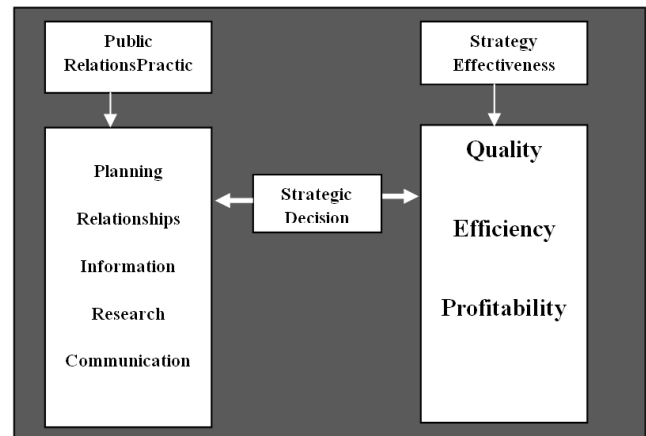 Public
RelationsPractic
Strategy
Effectiveness
Planning
Relationships
Information
Research
Communication
Strategic
Decision
Quality
Efficiency
Profitability